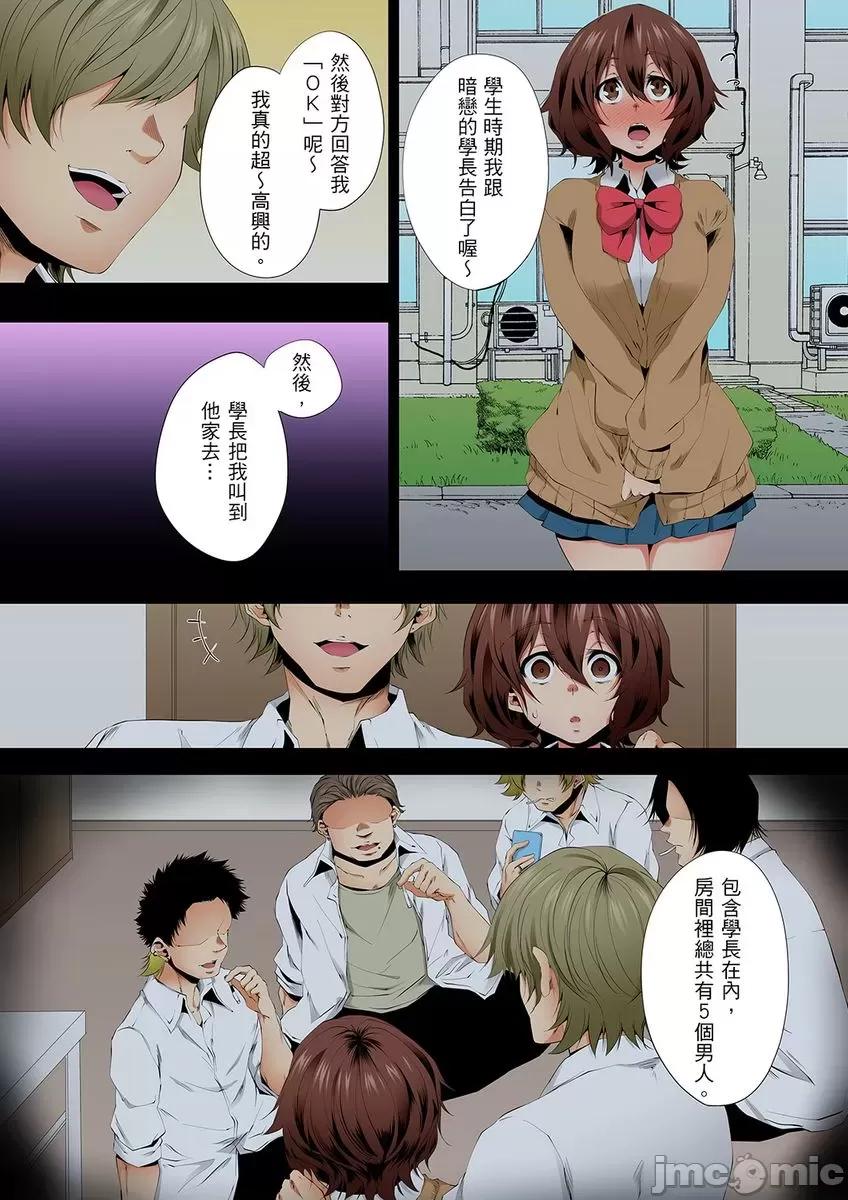 學生時期我跟
暗戀的學長告白了喔～
然後對方回答我
「OK」呢～
我真的超～高興的。
然後，
學長把我叫到
他家去…
包含學長在內，
房間裡總共有5個男人。
jmcomic